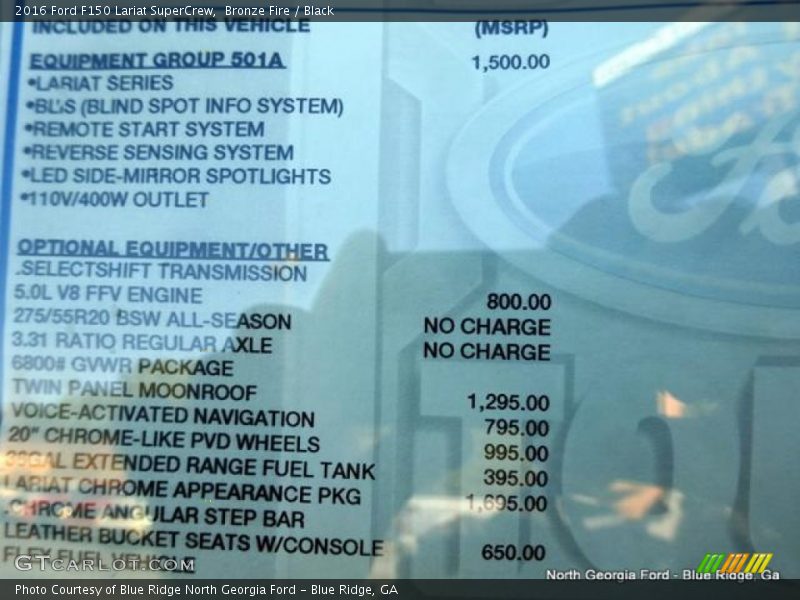 2016 Ford F150 Lariat SuperCrew, Bronze Fire / Black
INCLUDED ON THIS VEHICLE (MSRP)
EQUIPMENT GROUP 501A 1,500.00
•LARIAT SERIES
•BLIS (BLIND SPOT INFO SYSTEM)
•REMOTE START SYSTEM
•REVERSE SENSING SYSTEM
•LED SIDE-MIRROR SPOTLIGHTS
•110V/400W OUTLET
OPTIONAL EQUIPMENT/OTHER
.SELECTSHIFT TRANSMISSION
5.0L V8 FFV ENGINE 800.00
275/55R20 BSW ALL-SEASON NO CHARGE
3.31 RATIO REGULAR AXLE NO CHARGE
6800# GVWR PACKAGE
TWIN PANEL MOONROOF 1,295.00
VOICE-ACTIVATED NAVIGATION 795.00
20" CHROME-LIKE PVD WHEELS 995.00
36GAL EXTENDED RANGE FUEL TANK 395.00
LARIAT CHROME APPEARANCE PKG 1,695.00
.CHROME ANGULAR STEP BAR
LEATHER BUCKET SEATS W/CONSOLE 650.00
FLEX FUEL VEHICLE
GTCARLOT.COM
North Georgia Ford - Blue Ridge, Ga
Photo Courtesy of Blue Ridge North Georgia Ford - Blue Ridge, GA